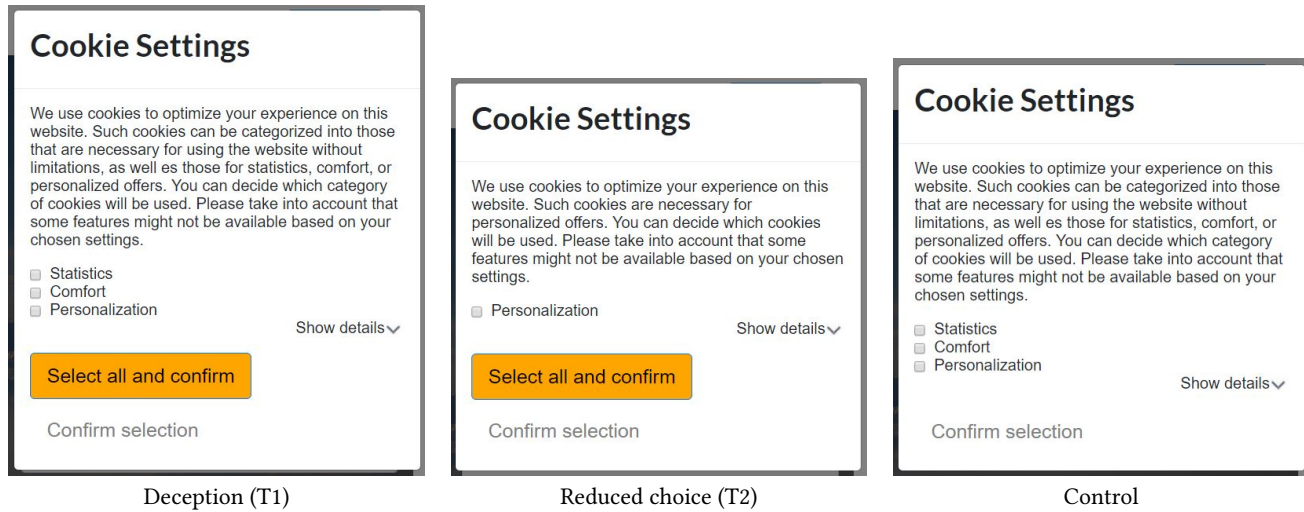 Cookie Settings
We use cookies to optimize your experience on this
website. Such cookies can be categorized into those
that are necessary for using the website without
limitations, as well es those for statistics, comfort, or
personalized offers. You can decide which category
of cookies will be used. Please take into account that
some features might not be available based on your
chosen settings.
Statistics
Comfort
Personalization
Show details
Select all and confirm
Confirm selection
Deception (T1)
Cookie Settings
We use cookies to optimize your experience on this
website. Such cookies are necessary for
personalized offers. You can decide which cookies
will be used. Please take into account that some
features might not be available based on your chosen
settings.
Personalization
Show details
Select all and confirm
Confirm selection
Reduced choice (T2)
Cookie Settings
We use cookies to optimize your experience on this
website. Such cookies can be categorized into those
that are necessary for using the website without
limitations, as well es those for statistics, comfort, or
personalized offers. You can decide which category
of cookies will be used. Please take into account that
some features might not be available based on your
chosen settings.
Statistics
Comfort
Personalization
Show details
Confirm selection
Control